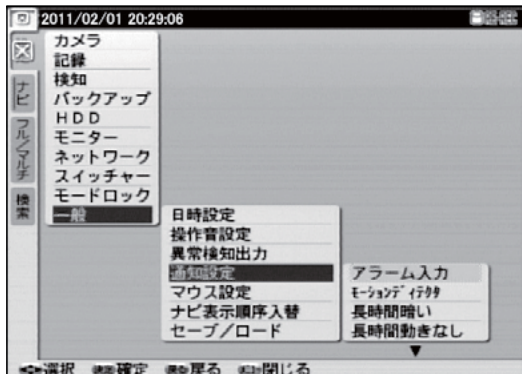 2011/02/01 20:29:06
カメラ
記録
検知
バックアップ
HDD
モニター
ネットワーク
スイッチャー
モードロック
一般
ナビ
フル/マルチ
検索
日時設定
操作音設定
異常検知出力
通知設定
マウス設定
ナビ表示順序入替
セーブ/ロード
アラーム入力
モーションディテクタ
長時間暗い
長時間動きなし
▼
選択 確定 戻る 閉じる